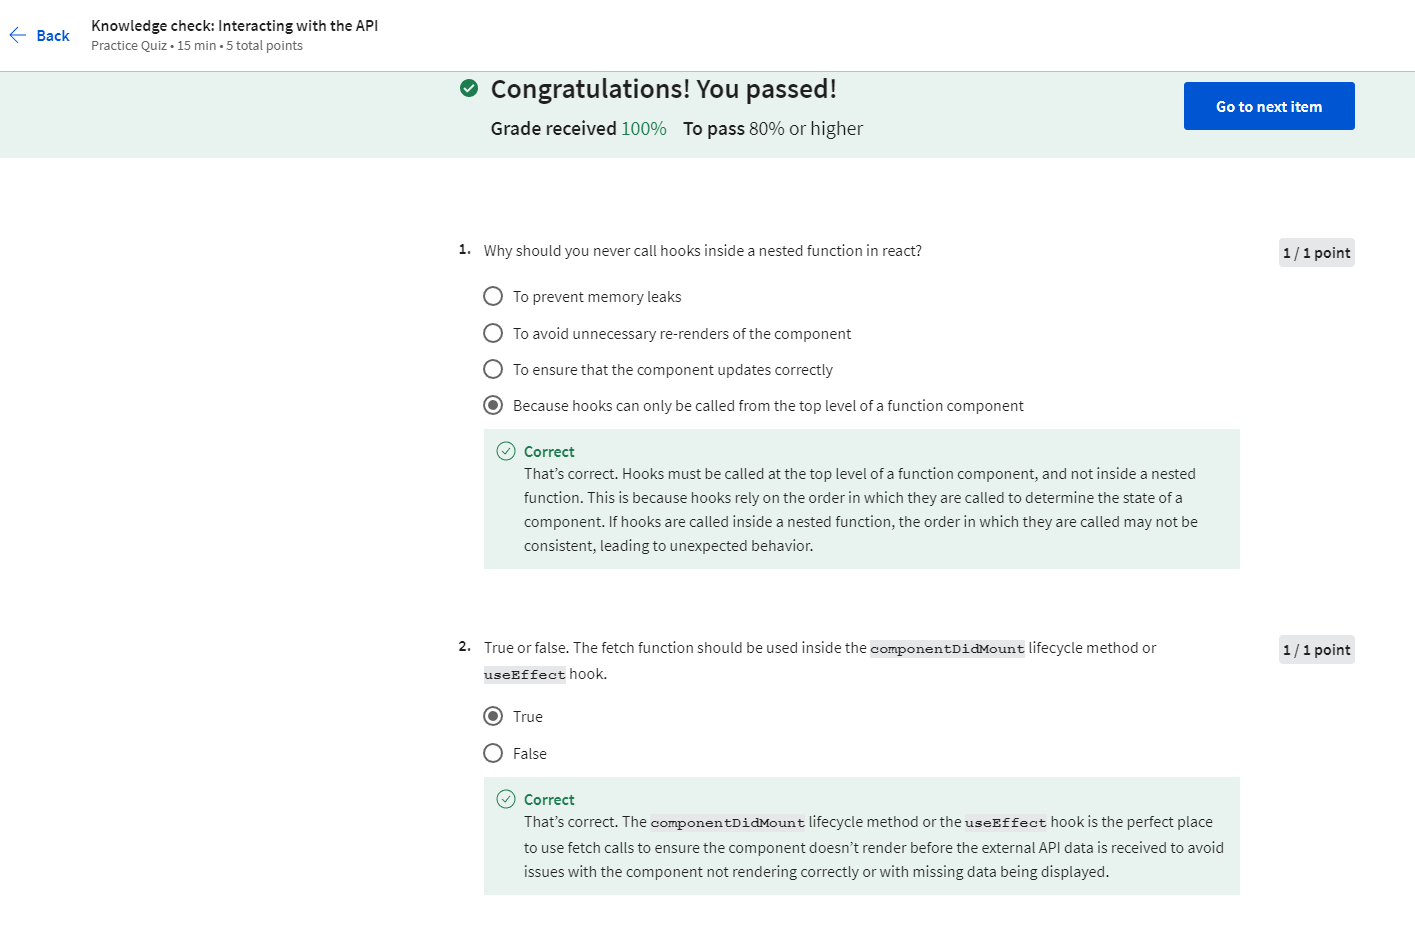 Back
Knowledge check: Interacting with the API
Practice Quiz • 15 min • 5 total points
Congratulations! You passed!
Grade received 100% To pass 80% or higher
Go to next item
1. Why should you never call hooks inside a nested function in react?
1 / 1 point
To prevent memory leaks
To avoid unnecessary re-renders of the component
To ensure that the component updates correctly
Because hooks can only be called from the top level of a function component
Correct
That’s correct. Hooks must be called at the top level of a function component, and not inside a nested
function. This is because hooks rely on the order in which they are called to determine the state of a
component. If hooks are called inside a nested function, the order in which they are called may not be
consistent, leading to unexpected behavior.
2. True or false. The fetch function should be used inside the componentDidMount lifecycle method or
useEffect hook.
1 / 1 point
True
False
Correct
That’s correct. The componentDidMount lifecycle method or the useEffect hook is the perfect place
to use fetch calls to ensure the component doesn’t render before the external API data is received to avoid
issues with the component not rendering correctly or with missing data being displayed.